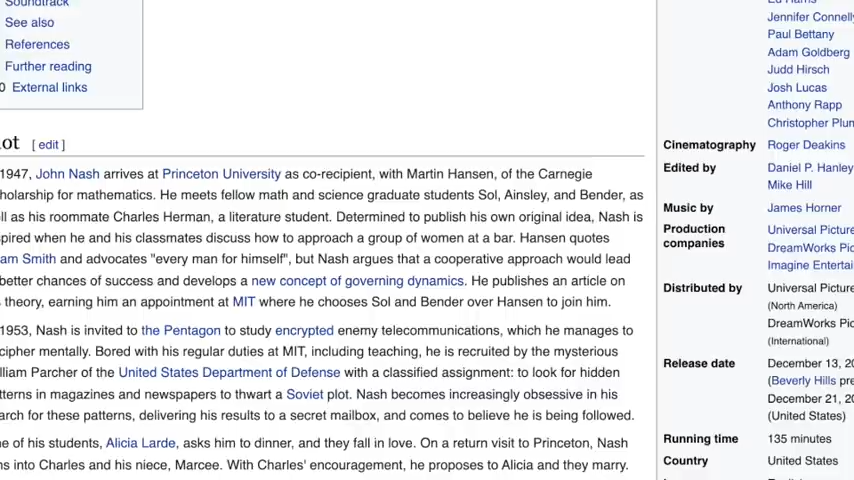 Soundtrack
See also
References
Further reading
0 External links
ot [ edit ]
1947, John Nash arrives at Princeton University as co-recipient, with Martin Hansen, of the Carnegie
holarship for mathematics. He meets fellow math and science graduate students Sol, Ainsley, and Bender, as
ll as his roommate Charles Herman, a literature student. Determined to publish his own original idea, Nash is
pired when he and his classmates discuss how to approach a group of women at a bar. Hansen quotes
am Smith and advocates "every man for himself", but Nash argues that a cooperative approach would lead
better chances of success and develops a new concept of governing dynamics. He publishes an article on
s theory, earning him an appointment at MIT where he chooses Sol and Bender over Hansen to join him.
1953, Nash is invited to the Pentagon to study encrypted enemy telecommunications, which he manages to
cipher mentally. Bored with his regular duties at MIT, including teaching, he is recruited by the mysterious
lliam Parcher of the United States Department of Defense with a classified assignment: to look for hidden
tterns in magazines and newspapers to thwart a Soviet plot. Nash becomes increasingly obsessive in his
arch for these patterns, delivering his results to a secret mailbox, and comes to believe he is being followed.
ne of his students, Alicia Larde, asks him to dinner, and they fall in love. On a return visit to Princeton, Nash
ns into Charles and his niece, Marcee. With Charles' encouragement, he proposes to Alicia and they marry.
Ed Harris
Jennifer Connelly
Paul Bettany
Adam Goldberg
Judd Hirsch
Josh Lucas
Anthony Rapp
Christopher Plum
Cinematography Roger Deakins
Edited by Daniel P. Hanley
Mike Hill
Music by James Horner
Production companies Universal Picture
DreamWorks Pic
Imagine Entertai
Distributed by Universal Picture
(North America)
DreamWorks Pic
(International)
Release date December 13, 20
(Beverly Hills pre
December 21, 20
(United States)
Running time 135 minutes
Country United States